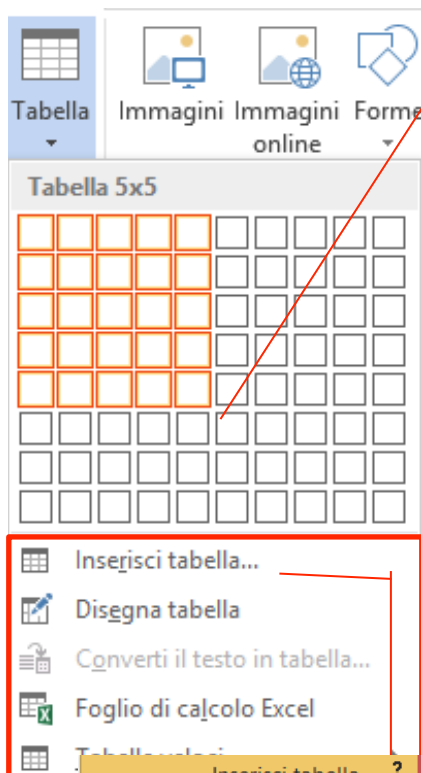 Tabella Immagini Immagini Forme
online
Tabella 5x5
Inserisci tabella...
Disegna tabella
Converti il testo in tabella...
Foglio di calcolo Excel
Inserisci tabella ?